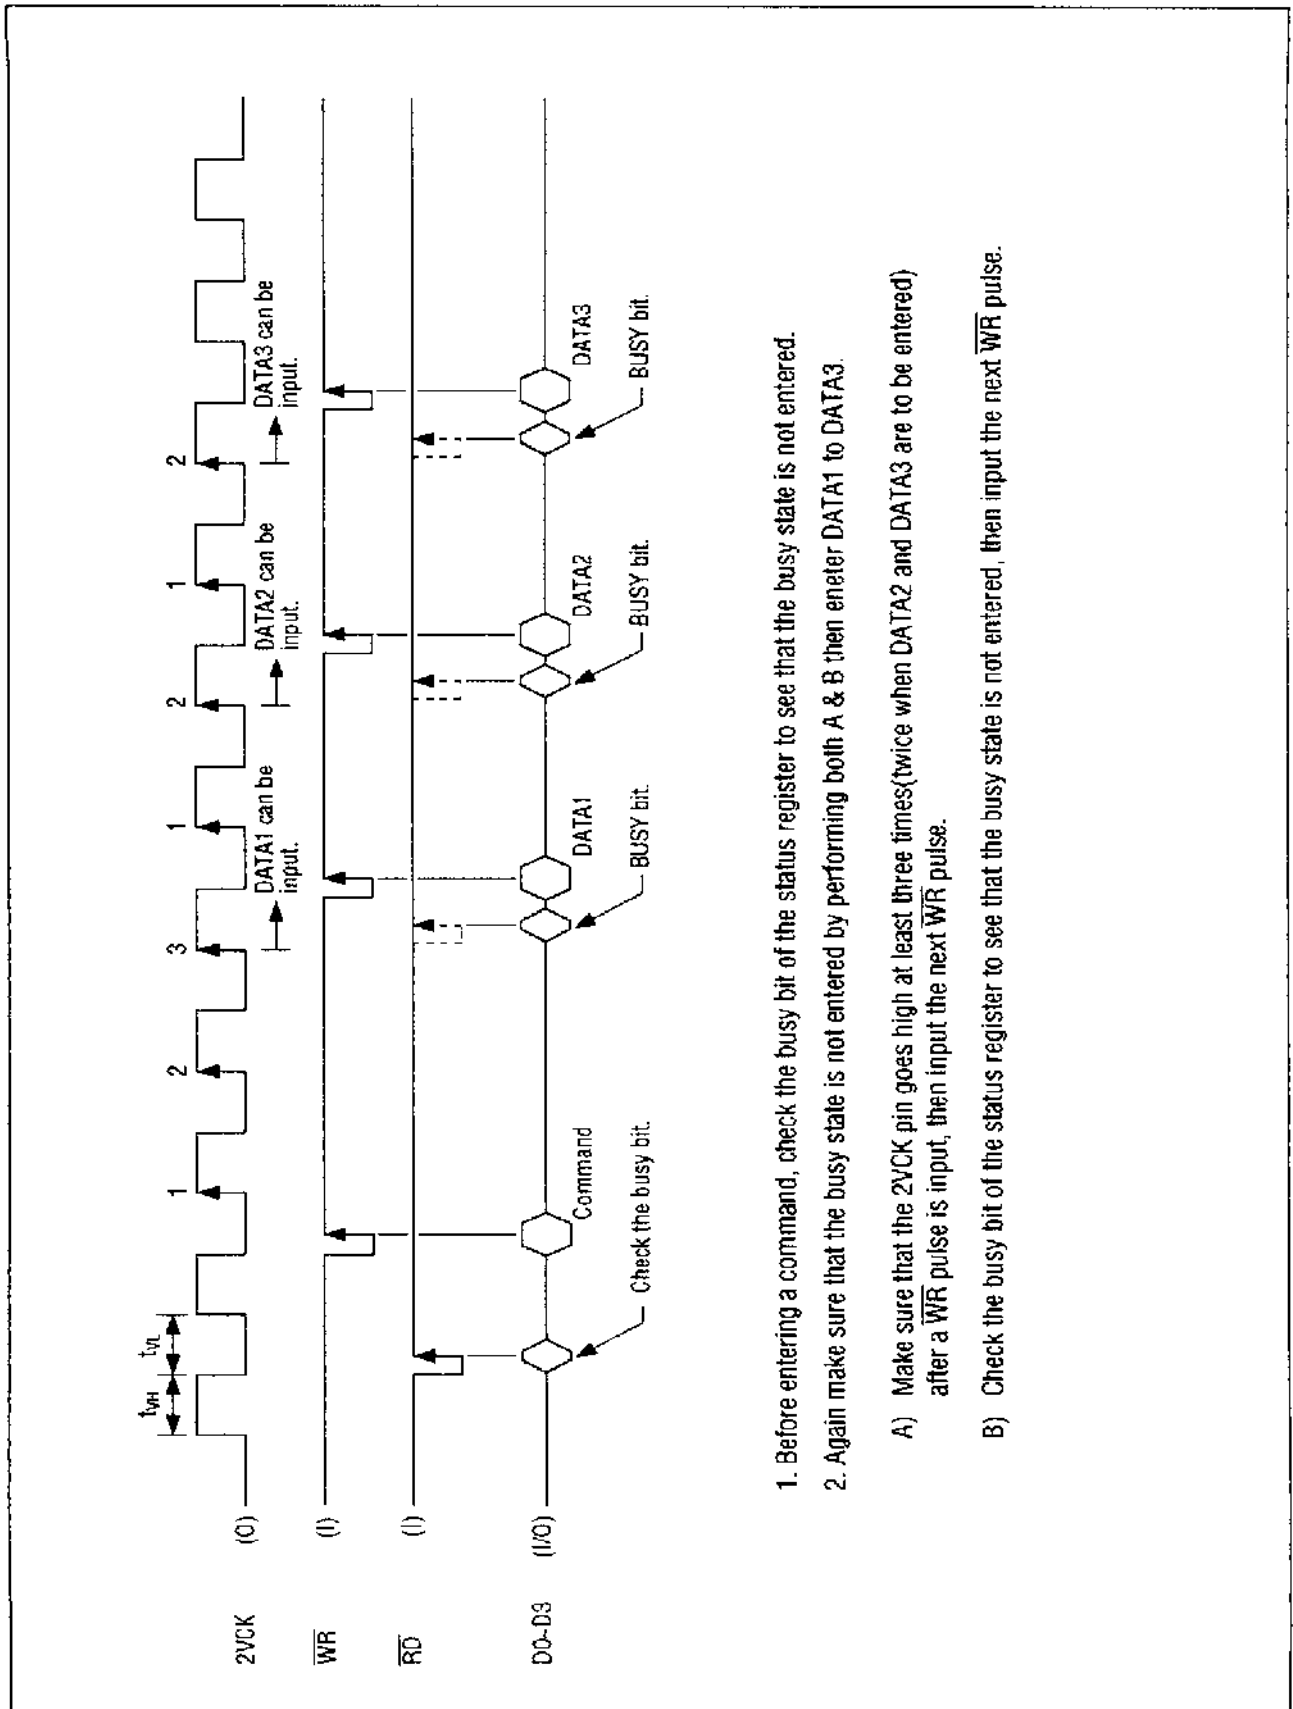 tVH tVL
1 2 3 1 2 1 2
2VCK (O)
DATA1 can be
input.
DATA2 can be
input.
DATA3 can be
input.
WR (I)
RD (I)
D0~D3 (I/O)
Command DATA1 DATA2 DATA3
Check the busy bit. BUSY bit. BUSY bit. BUSY bit.
1. Before entering a command, check the busy bit of the status register to see that the busy state is not entered.
2. Again make sure that the busy state is not entered by performing both A & B then eneter DATA1 to DATA3.
A) Make sure that the 2VCK pin goes high at least three times(twice when DATA2 and DATA3 are to be entered)
after a WR pulse is input, then input the next WR pulse.
B) Check the busy bit of the status register to see that the busy state is not entered, then input the next WR pulse.